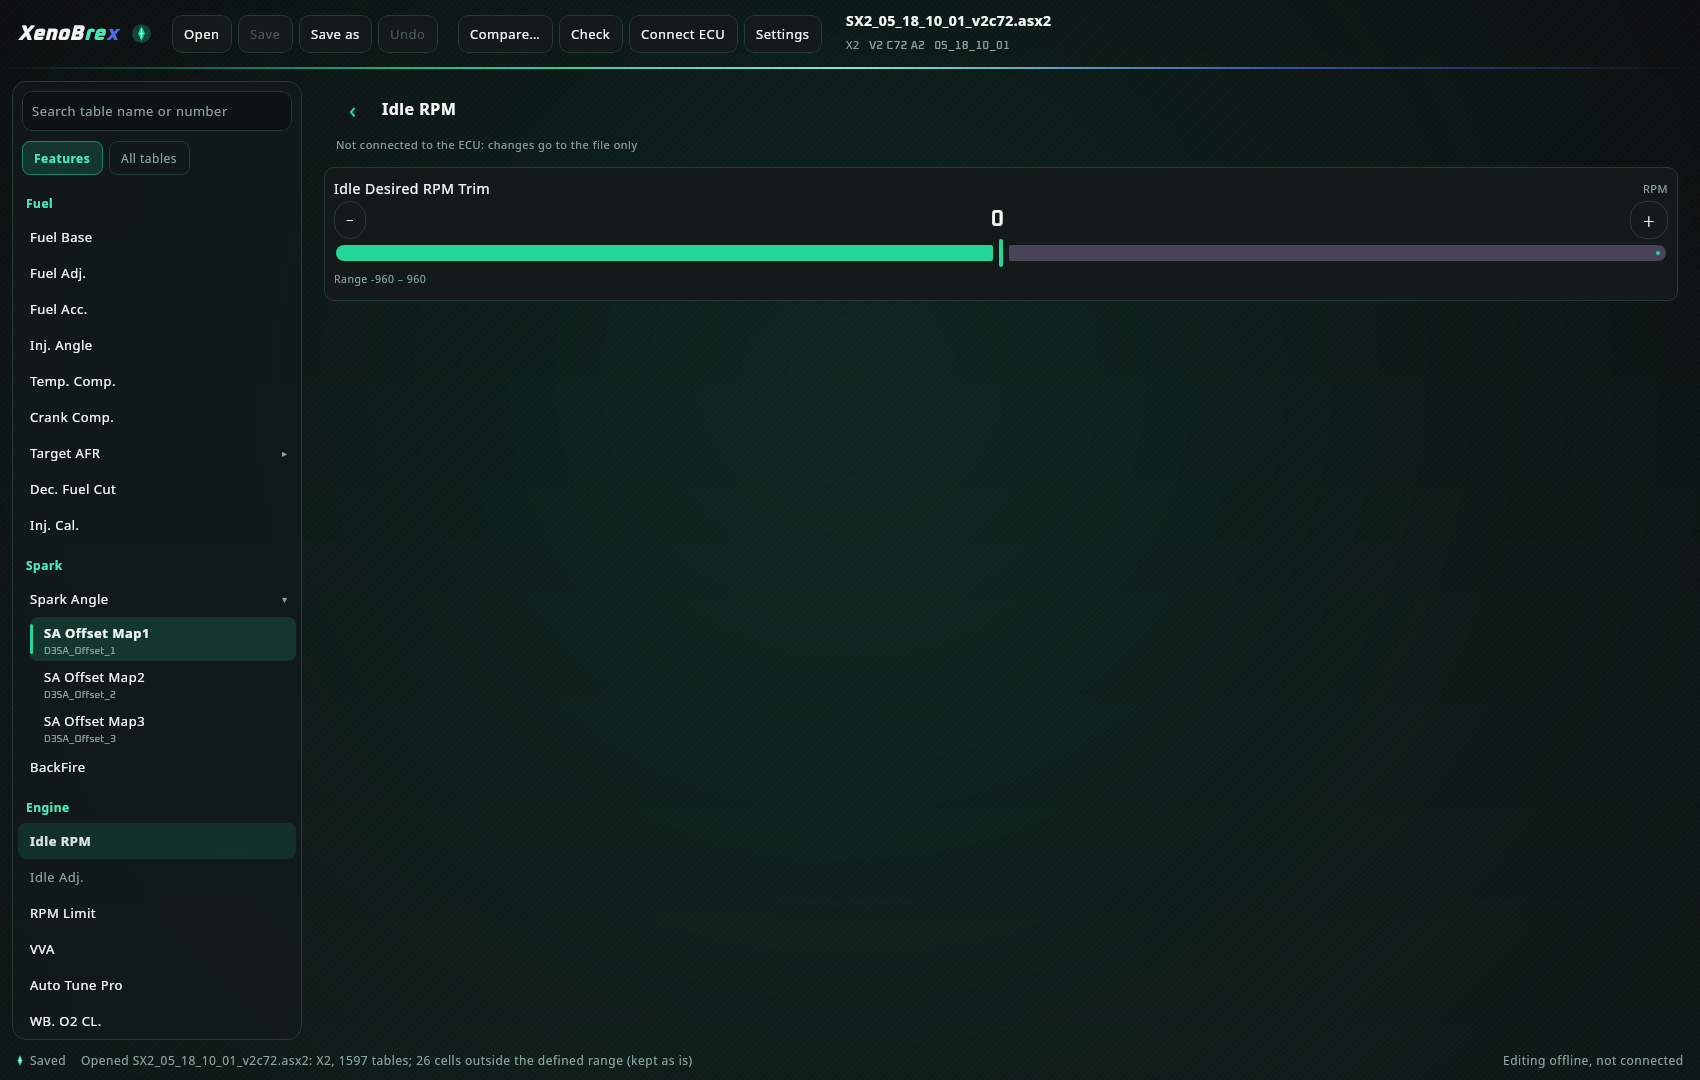 XenoBrex
Open
Save
Save as
Undo
Compare...
Check
Connect ECU
Settings
SX2_05_18_10_01_v2c72.asx2
X2 V2 C72 A2 05_18_10_01
Search table name or number
Features
All tables
Fuel
Fuel Base
Fuel Adj.
Fuel Acc.
Inj. Angle
Temp. Comp.
Crank Comp.
Target AFR
Dec. Fuel Cut
Inj. Cal.
Spark
Spark Angle
SA Offset Map1
D3SA_Offset_1
SA Offset Map2
D3SA_Offset_2
SA Offset Map3
D3SA_Offset_3
BackFire
Engine
Idle RPM
Idle Adj.
RPM Limit
VVA
Auto Tune Pro
WB. O2 CL.
Idle RPM
Not connected to the ECU: changes go to the file only
Idle Desired RPM Trim
RPM
− 0 +
Range -960 – 960
Saved
Opened SX2_05_18_10_01_v2c72.asx2: X2, 1597 tables; 26 cells outside the defined range (kept as is)
Editing offline, not connected